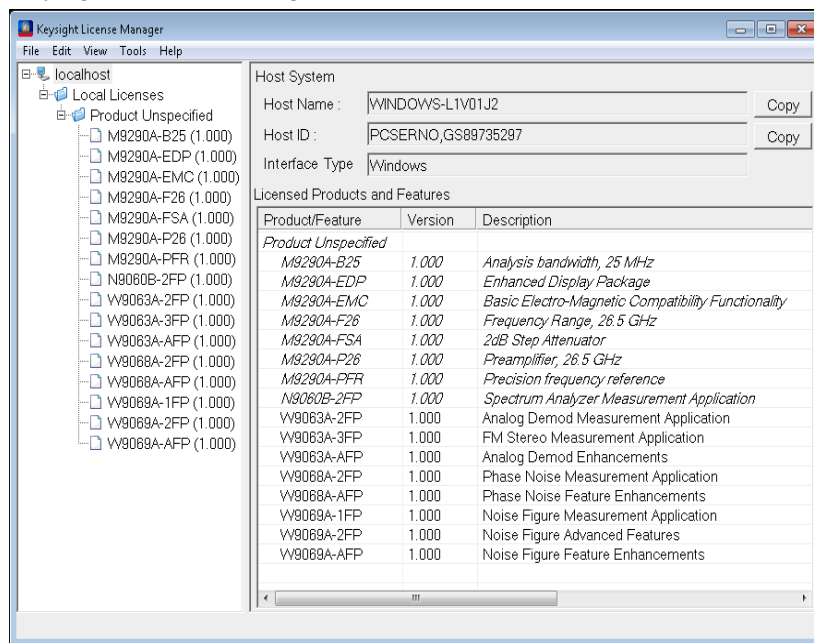 Keysight License Manager
File Edit View Tools Help
localhost
Local Licenses
Product Unspecified
M9290A-B25 (1.000)
M9290A-EDP (1.000)
M9290A-EMC (1.000)
M9290A-F26 (1.000)
M9290A-FSA (1.000)
M9290A-P26 (1.000)
M9290A-PFR (1.000)
N9060B-2FP (1.000)
W9063A-2FP (1.000)
W9063A-3FP (1.000)
W9063A-AFP (1.000)
W9068A-2FP (1.000)
W9068A-AFP (1.000)
W9069A-1FP (1.000)
W9069A-2FP (1.000)
W9069A-AFP (1.000)
Host System
Host Name : WINDOWS-L1V01J2 Copy
Host ID : PCSERNO,GS89735297 Copy
Interface Type Windows
Licensed Products and Features
Product/Feature Version Description
Product Unspecified
M9290A-B25 1.000 Analysis bandwidth, 25 MHz
M9290A-EDP 1.000 Enhanced Display Package
M9290A-EMC 1.000 Basic Electro-Magnetic Compatibility Functionality
M9290A-F26 1.000 Frequency Range, 26.5 GHz
M9290A-FSA 1.000 2dB Step Attenuator
M9290A-P26 1.000 Preamplifier, 26.5 GHz
M9290A-PFR 1.000 Precision frequency reference
N9060B-2FP 1.000 Spectrum Analyzer Measurement Application
W9063A-2FP 1.000 Analog Demod Measurement Application
W9063A-3FP 1.000 FM Stereo Measurement Application
W9063A-AFP 1.000 Analog Demod Enhancements
W9068A-2FP 1.000 Phase Noise Measurement Application
W9068A-AFP 1.000 Phase Noise Feature Enhancements
W9069A-1FP 1.000 Noise Figure Measurement Application
W9069A-2FP 1.000 Noise Figure Advanced Features
W9069A-AFP 1.000 Noise Figure Feature Enhancements